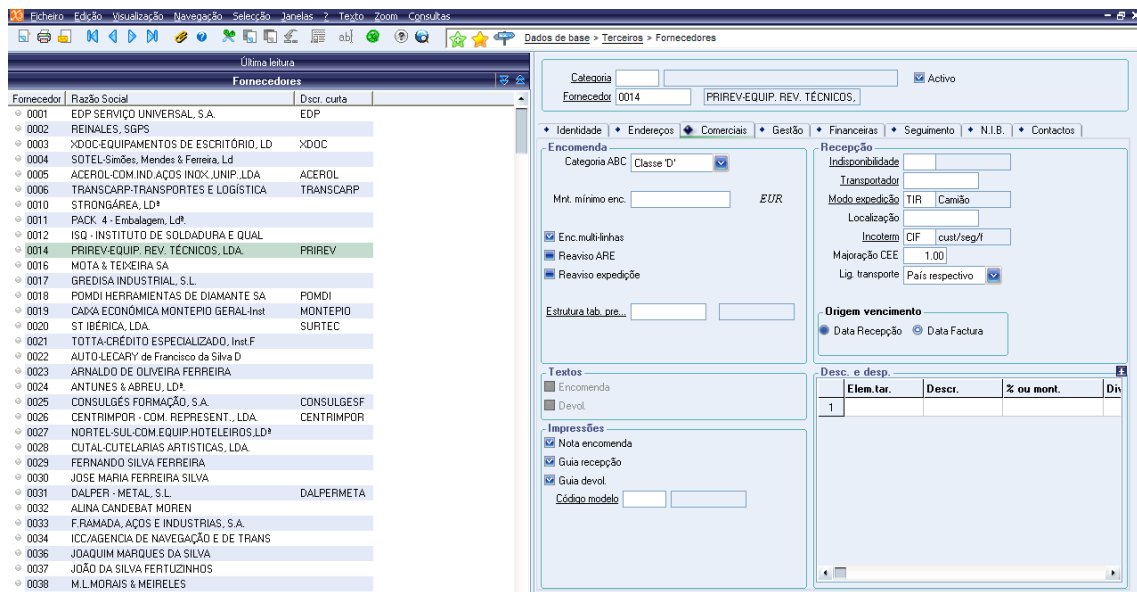 Ficheiro Edição Visualização Navegação Selecção Janelas ? Texto Zoom Consultas
Dados de base > Terceiros > Fornecedores
Última leitura
Fornecedores
Fornecedor Razão Social Dscr. curta
0001 EDP SERVIÇO UNIVERSAL, S.A. EDP
0002 REINALES, SGPS
0003 XDOC-EQUIPAMENTOS DE ESCRITÓRIO, LD XDOC
0004 SOTEL-Simões, Mendes & Ferreira, Ld
0005 ACEROL-COM.IND.AÇOS INOX.,UNIP.,LDA ACEROL
0006 TRANSCARP-TRANSPORTES E LOGÍSTICA TRANSCARP
0010 STRONGÁREA, LDª
0011 PACK 4 - Embalagem, Ldª.
0012 ISQ - INSTITUTO DE SOLDADURA E QUAL
0014 PRIREV-EQUIP. REV. TÉCNICOS, LDA. PRIREV
0016 MOTA & TEIXEIRA SA
0017 GREDISA INDUSTRIAL, S.L.
0018 POMDI HERRAMIENTAS DE DIAMANTE SA POMDI
0019 CAIXA ECONÓMICA MONTEPIO GERAL-Inst MONTEPIO
0020 ST IBÉRICA, LDA. SURTEC
0021 TOTTA-CRÉDITO ESPECIALIZADO, Inst.F
0022 AUTO-LECARY de Francisco da Silva D
0023 ARNALDO DE OLIVEIRA FERREIRA
0024 ANTUNES & ABREU, LDª.
0025 CONSULGÉS FORMAÇÃO, S.A. CONSULGESF
0026 CENTRIMPOR - COM. REPRESENT., LDA. CENTRIMPOR
0027 NORTEL-SUL-COM.EQUIP.HOTELEIROS,LDª
0028 CUTAL-CUTELARIAS ARTISTICAS, LDA.
0029 FERNANDO SILVA FERREIRA
0030 JOSE MARIA FERREIRA SILVA
0031 DALPER - METAL, S.L. DALPERMETA
0032 ALINA CANDEBAT MOREN
0033 F.RAMADA, AÇOS E INDUSTRIAS, S.A.
0034 ICC/AGENCIA DE NAVEGAÇÃO E DE TRANS
0036 JOAQUIM MARQUES DA SILVA
0037 JOÃO DA SILVA FERTUZINHOS
0038 M.L.MORAIS & MEIRELES
Categoria Activo
Fornecedor 0014 PRIREV-EQUIP. REV. TÉCNICOS,
Identidade Endereços Comerciais Gestão Financeiras Seguimento N.I.B. Contactos
Encomenda
Categoria ABC Classe 'D'
Mnt. mínimo enc. EUR
Enc.multi-linhas
Reaviso ARE
Reaviso expedição
Estrutura tab. pre...
Recepção
Indisponibilidade
Transportador
Modo expedição TIR Camião
Localização
Incoterm CIF cust/seg/f
Majoração CEE 1.00
Lig. transporte País respectivo
Origem vencimento
Data Recepção Data Factura
Textos
Encomenda
Devol.
Impressões
Nota encomenda
Guia recepção
Guia devol.
Código modelo
Desc. e desp.
Elem.tar. Descr. % ou mont. Div
1